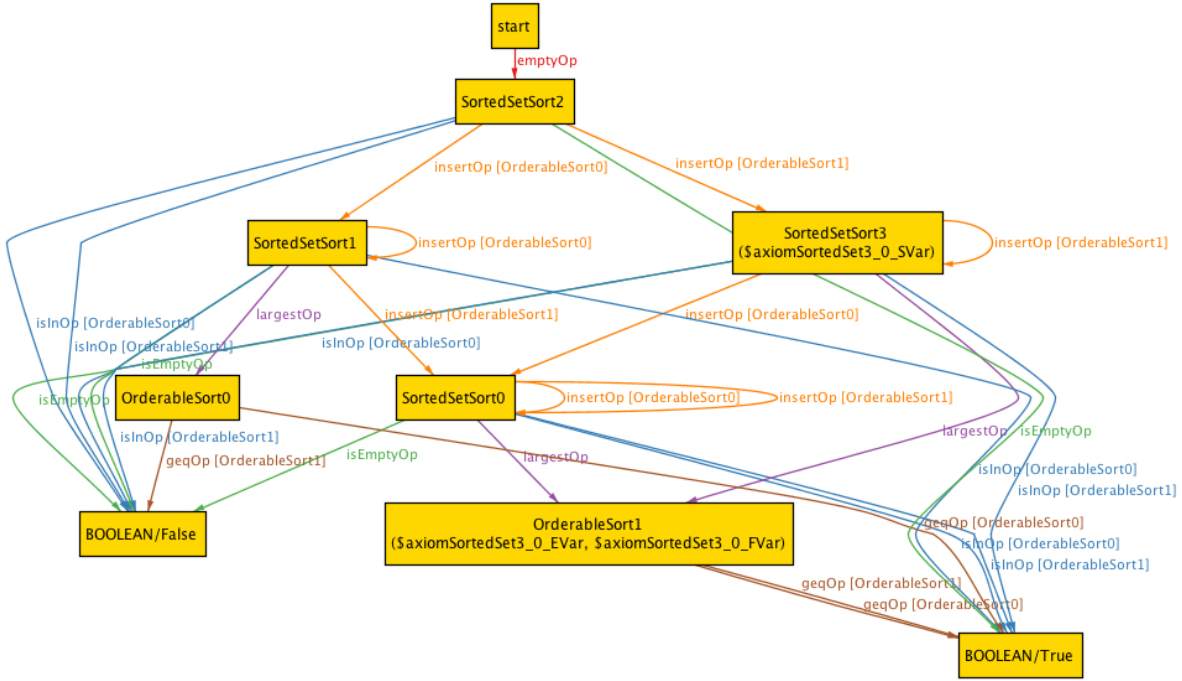 start
emptyOp
SortedSetSort2
insertOp [OrderableSort0]
insertOp [OrderableSort1]
SortedSetSort1
insertOp [OrderableSort0]
SortedSetSort3
($axiomSortedSet3_0_SVar)
insertOp [OrderableSort1]
isInOp [OrderableSort0]
largestOp
insertOp [OrderableSort1]
insertOp [OrderableSort0]
isInOp [OrderableSort1]
isInOp [OrderableSort0]
isEmptyOp
isEmptyOp
OrderableSort0
SortedSetSort0
insertOp [OrderableSort0]
insertOp [OrderableSort1]
isInOp [OrderableSort1]
largestOp
isEmptyOp
geqOp [OrderableSort1]
isEmptyOp
largestOp
isInOp [OrderableSort0]
isInOp [OrderableSort1]
BOOLEAN/False
OrderableSort1
($axiomSortedSet3_0_EVar, $axiomSortedSet3_0_FVar)
geqOp [OrderableSort0]
isInOp [OrderableSort0]
isInOp [OrderableSort1]
geqOp [OrderableSort1]
geqOp [OrderableSort0]
BOOLEAN/True